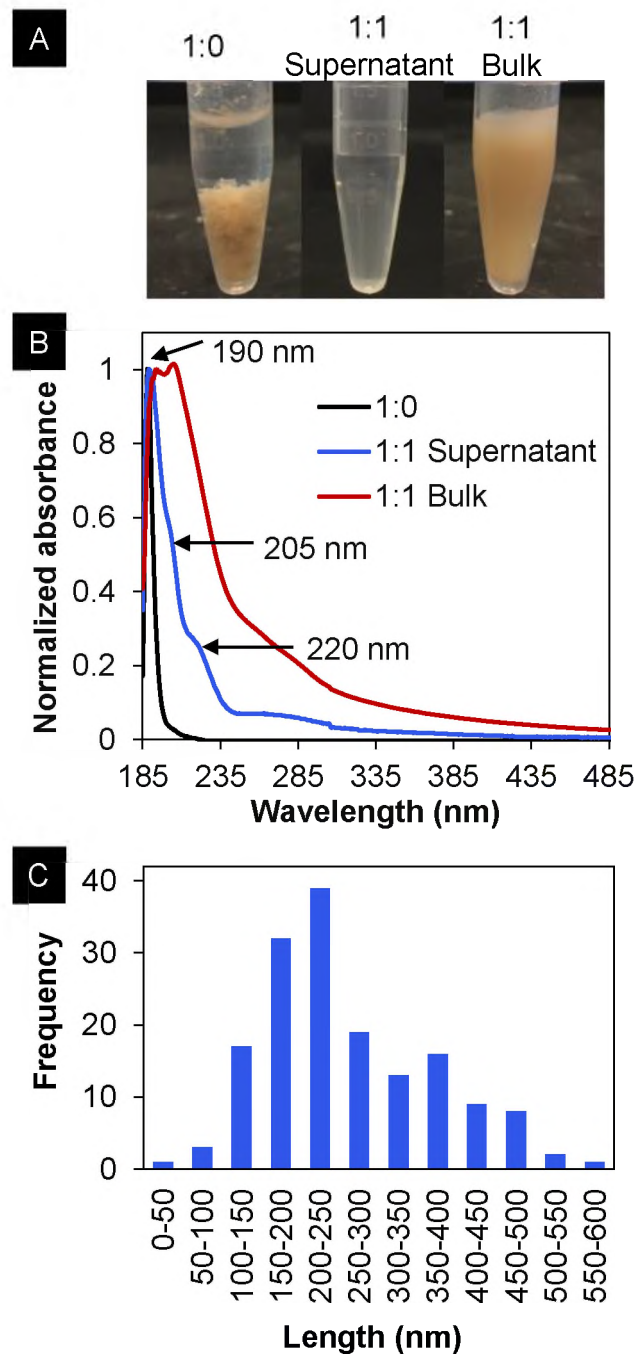 A
1:0
1:1
Supernatant
1:1
Bulk
B
190 nm
205 nm
220 nm
1:0
1:1 Supernatant
1:1 Bulk
Normalized absorbance
1
0.8
0.6
0.4
0.2
0
185 235 285 335 385 435 485
Wavelength (nm)
C
Frequency
40
30
20
10
0
0-50
50-100
100-150
150-200
200-250
250-300
300-350
350-400
400-450
450-500
500-550
550-600
Length (nm)